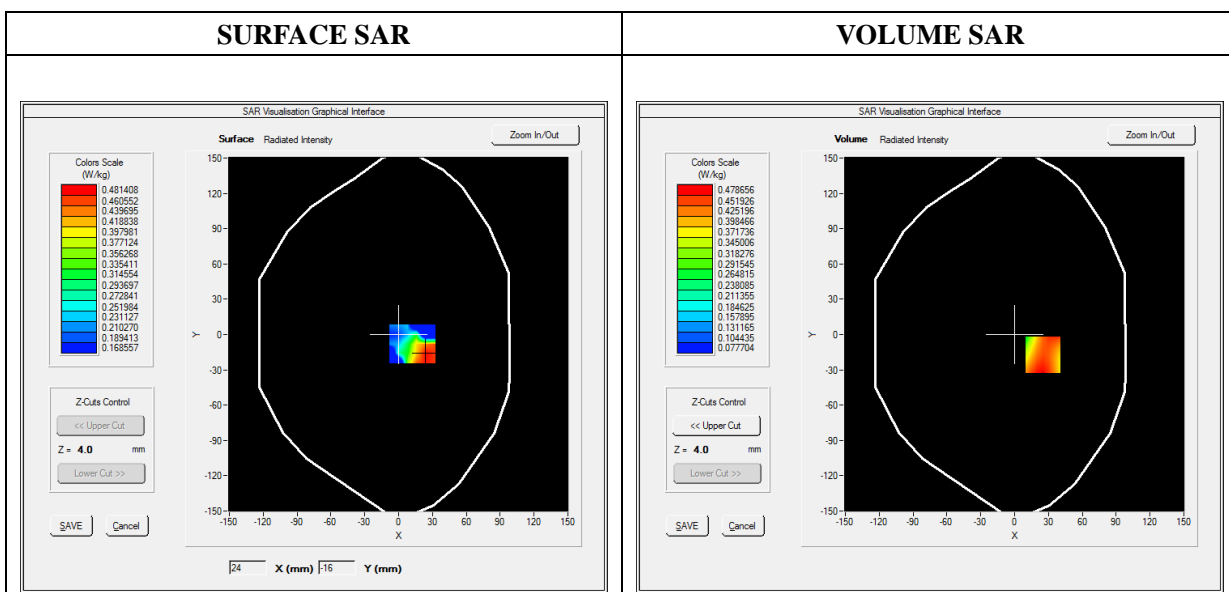 SURFACE SAR
VOLUME SAR
SAR Visualisation Graphical Interface
Surface Radiated Intensity
Zoom In/Out
Colors Scale
(W/kg)
0.481408
0.460552
0.439695
0.418838
0.397981
0.377124
0.356268
0.335411
0.314554
0.293697
0.272841
0.251984
0.231127
0.210270
0.189413
0.168557
150
120
90
60
30
0
-30
-60
-90
-120
-150
Y
-150 -120 -90 -60 -30 0 30 60 90 120 150
X
Z-Cuts Control
<< Upper Cut
Z = 4.0 mm
Lower Cut >>
SAVE Cancel
24 X (mm) -16 Y (mm)
SAR Visualisation Graphical Interface
Volume Radiated Intensity
Zoom In/Out
Colors Scale
(W/kg)
0.478656
0.451926
0.425196
0.398466
0.371736
0.345006
0.318276
0.291545
0.264815
0.238085
0.211355
0.184625
0.157895
0.131165
0.104435
0.077704
150
120
90
60
30
0
-30
-60
-90
-120
-150
Y
-150 -120 -90 -60 -30 0 30 60 90 120 150
X
Z-Cuts Control
<< Upper Cut
Z = 4.0 mm
Lower Cut >>
SAVE Cancel